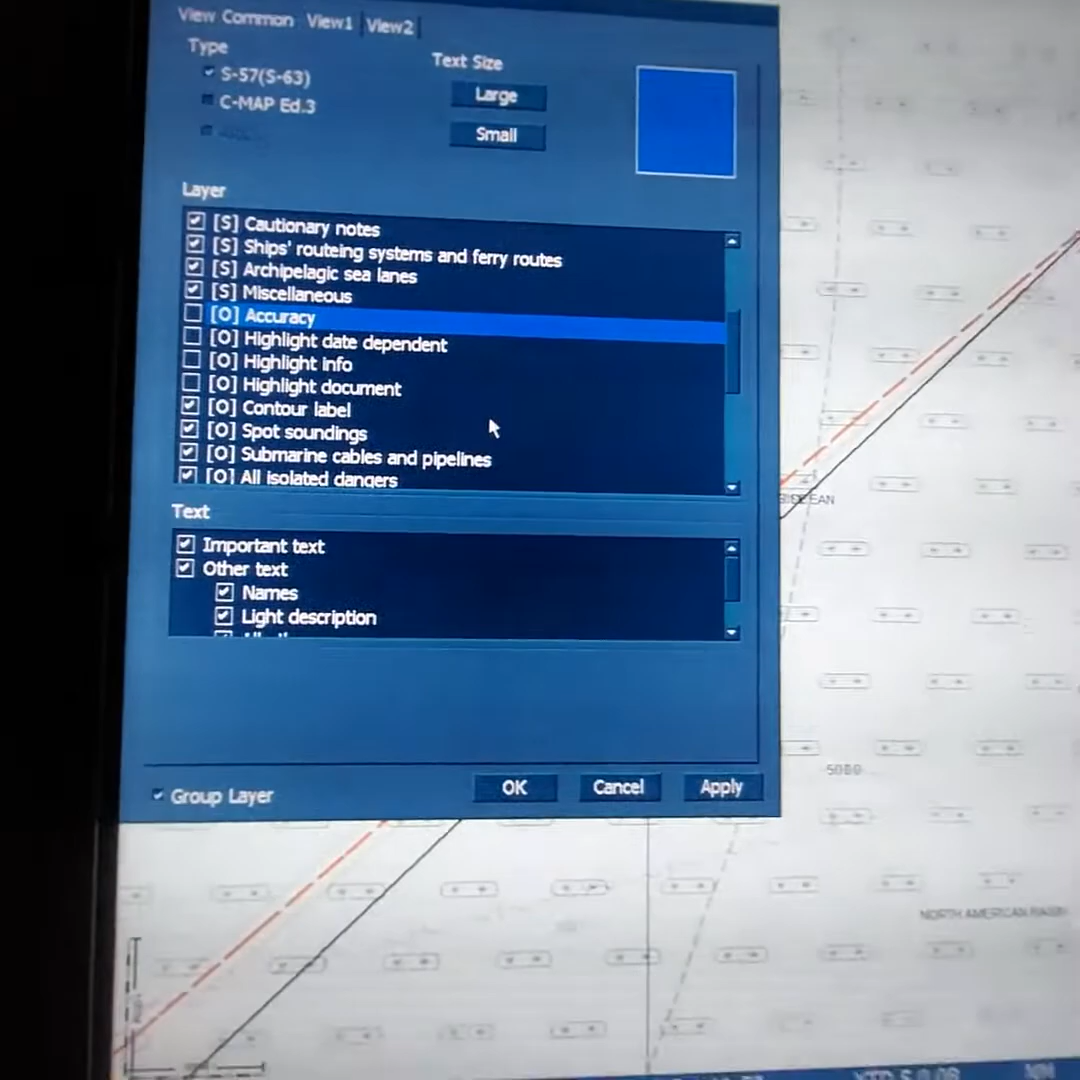 View Common View1 View2
Type
Text Size
S-57(S-63)
Large
C-MAP Ed.3
Small
Layer
[S] Cautionary notes
[S] Ships' routeing systems and ferry routes
[S] Archipelagic sea lanes
[S] Miscellaneous
[O] Accuracy
[O] Highlight date dependent
[O] Highlight info
[O] Highlight document
[O] Contour label
[O] Spot soundings
[O] Submarine cables and pipelines
[O] All isolated dangers
Text
Important text
Other text
Names
Light description
Group Layer
OK Cancel Apply
5000
NORTH AMERICAN BASIN
XTD S 0.08